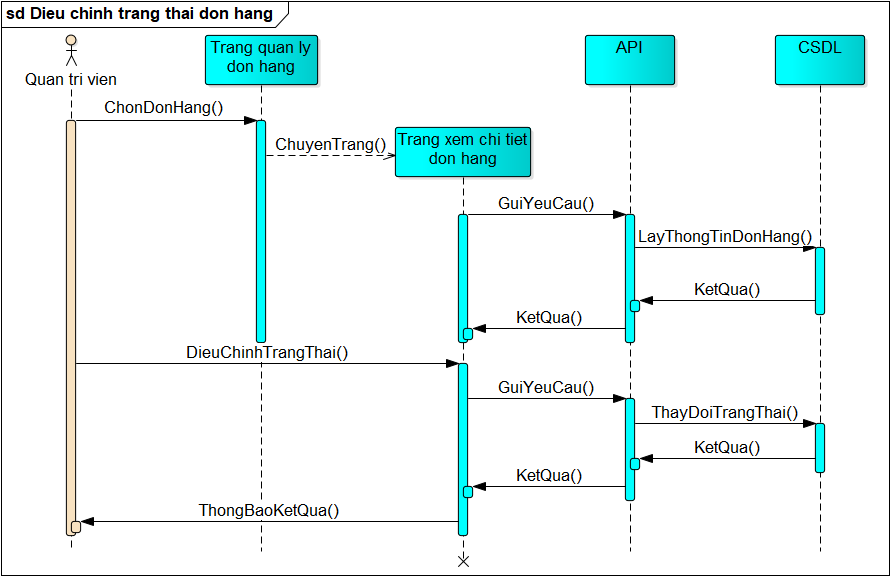 sd Dieu chinh trang thai don hang
Quan tri vien
Trang quan ly
don hang
API
CSDL
ChonDonHang()
ChuyenTrang()
Trang xem chi tiet
don hang
GuiYeuCau()
LayThongTinDonHang()
KetQua()
KetQua()
DieuChinhTrangThai()
GuiYeuCau()
ThayDoiTrangThai()
KetQua()
KetQua()
ThongBaoKetQua()